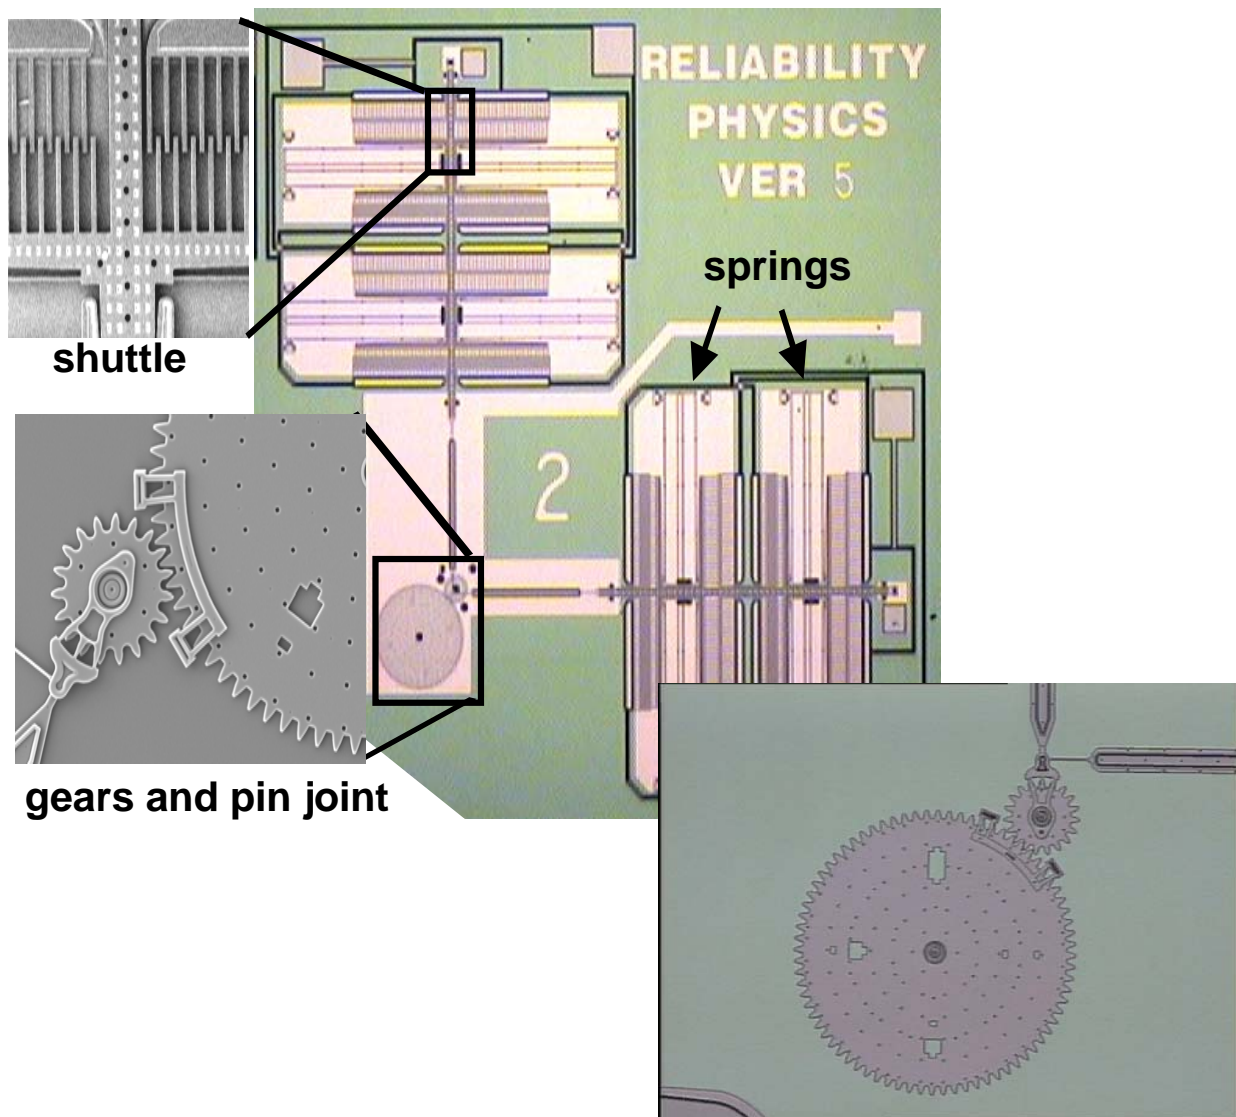 RELIABILITY
PHYSICS
VER 5
springs
shuttle
2
gears and pin joint